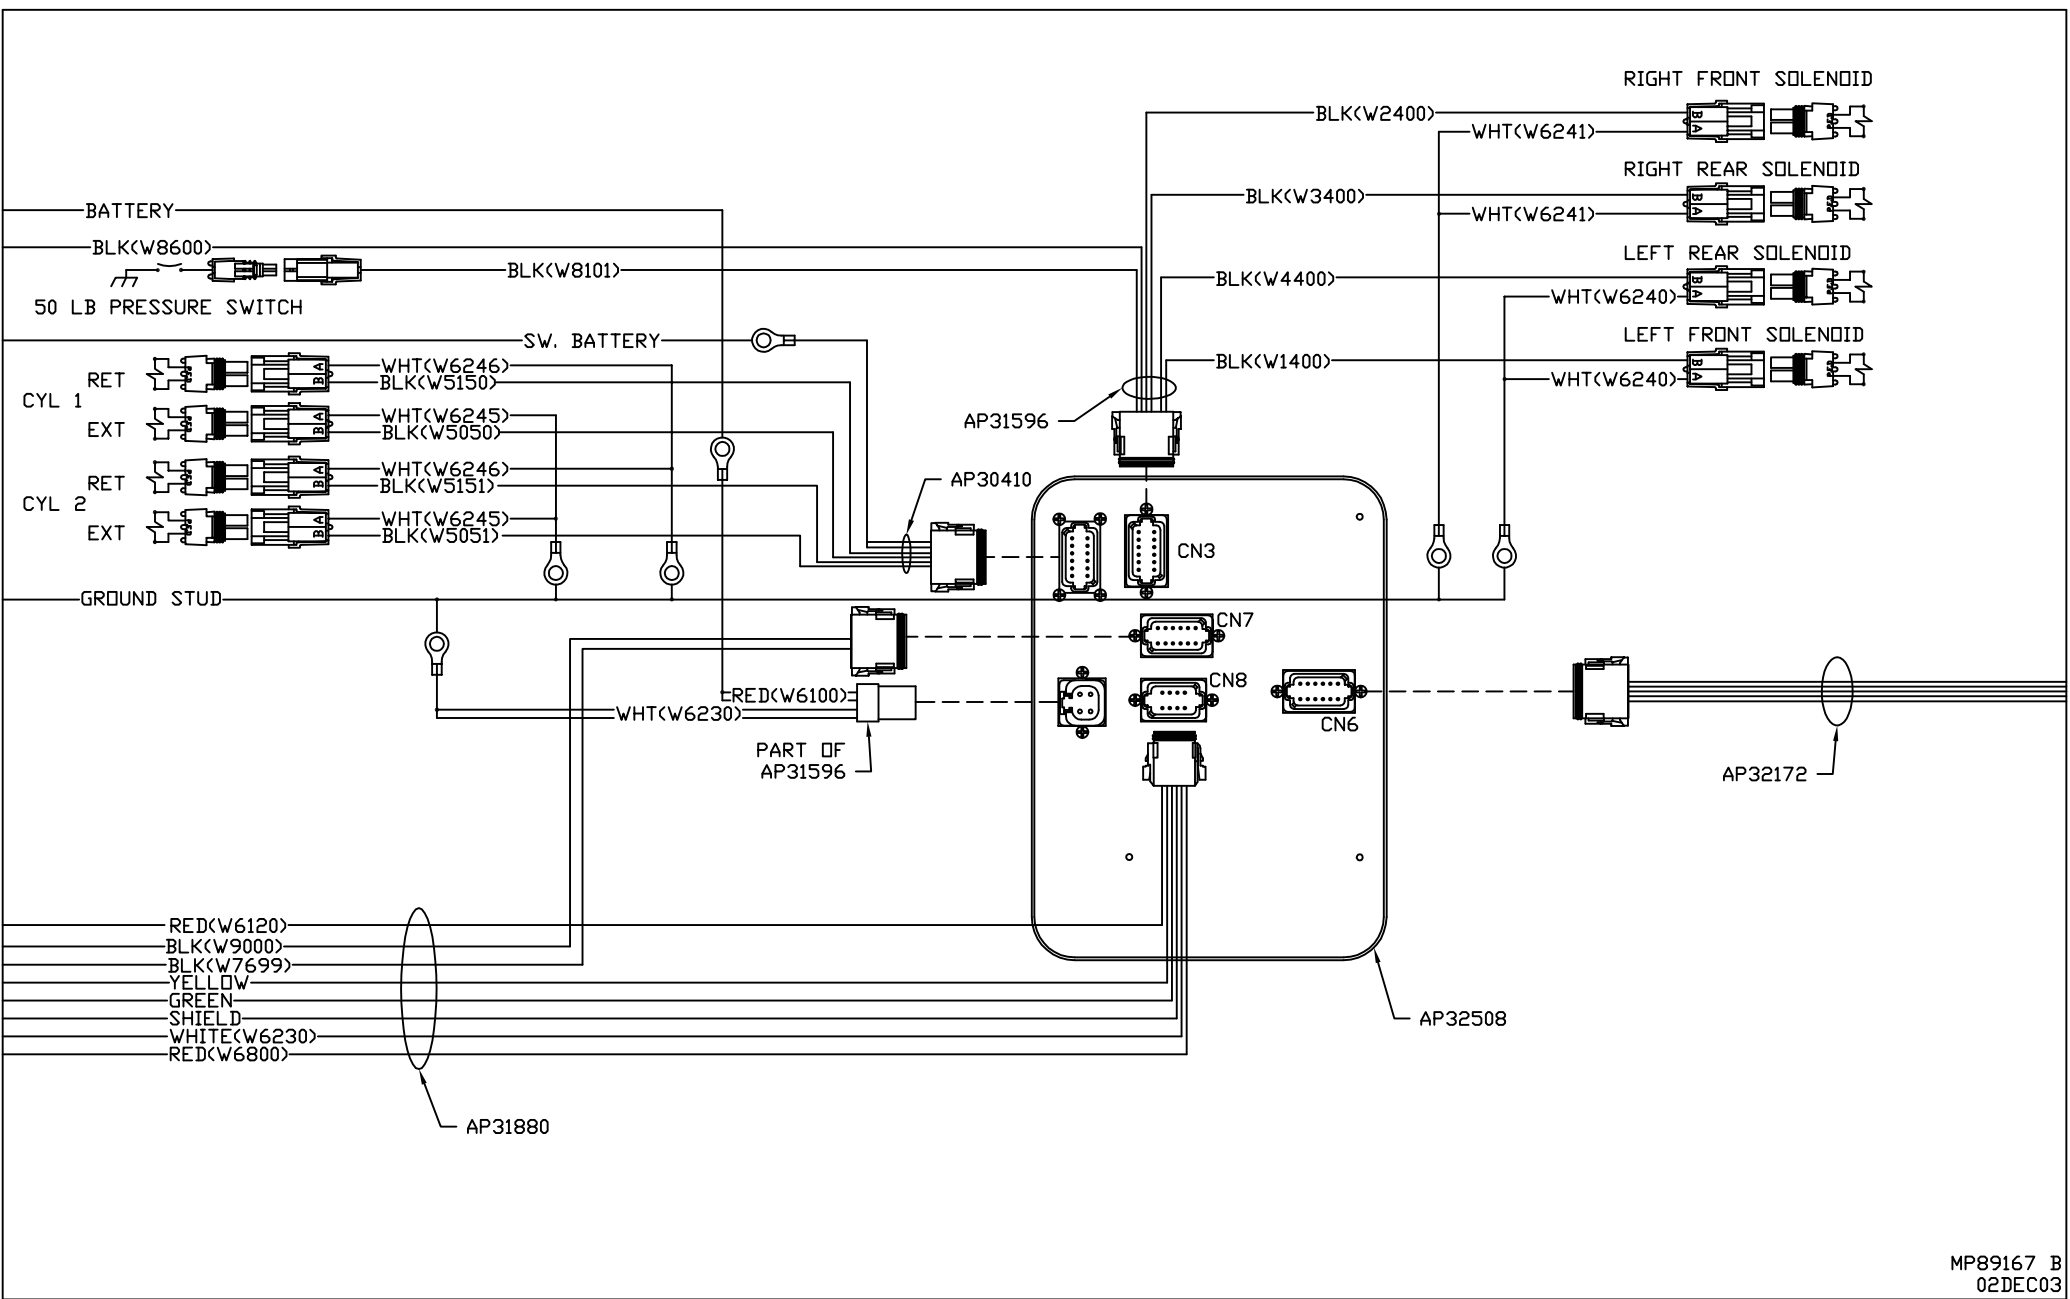 RIGHT FRONT SOLENOID
BLK(W2400)
WHT(W6241)
B
A
RIGHT REAR SOLENOID
BLK(W3400)
WHT(W6241)
B
A
BATTERY
BLK(W8600)
BLK(W8101)
50 LB PRESSURE SWITCH
LEFT REAR SOLENOID
BLK(W4400)
WHT(W6240)
B
A
LEFT FRONT SOLENOID
BLK(W1400)
WHT(W6240)
B
A
SW. BATTERY
CYL 1
RET
WHT(W6246)
BLK(W5150)
A
B
EXT
WHT(W6245)
BLK(W5050)
A
B
CYL 2
RET
WHT(W6246)
BLK(W5151)
A
B
EXT
WHT(W6245)
BLK(W5051)
A
B
AP31596
AP30410
CN3
GROUND STUD
CN7
RED(W6100)
WHT(W6230)
CN8
CN6
PART OF
AP31596
AP32172
RED(W6120)
BLK(W9000)
BLK(W7699)
YELLOW
GREEN
SHIELD
WHITE(W6230)
RED(W6800)
AP32508
AP31880
MP89167 B
02DEC03